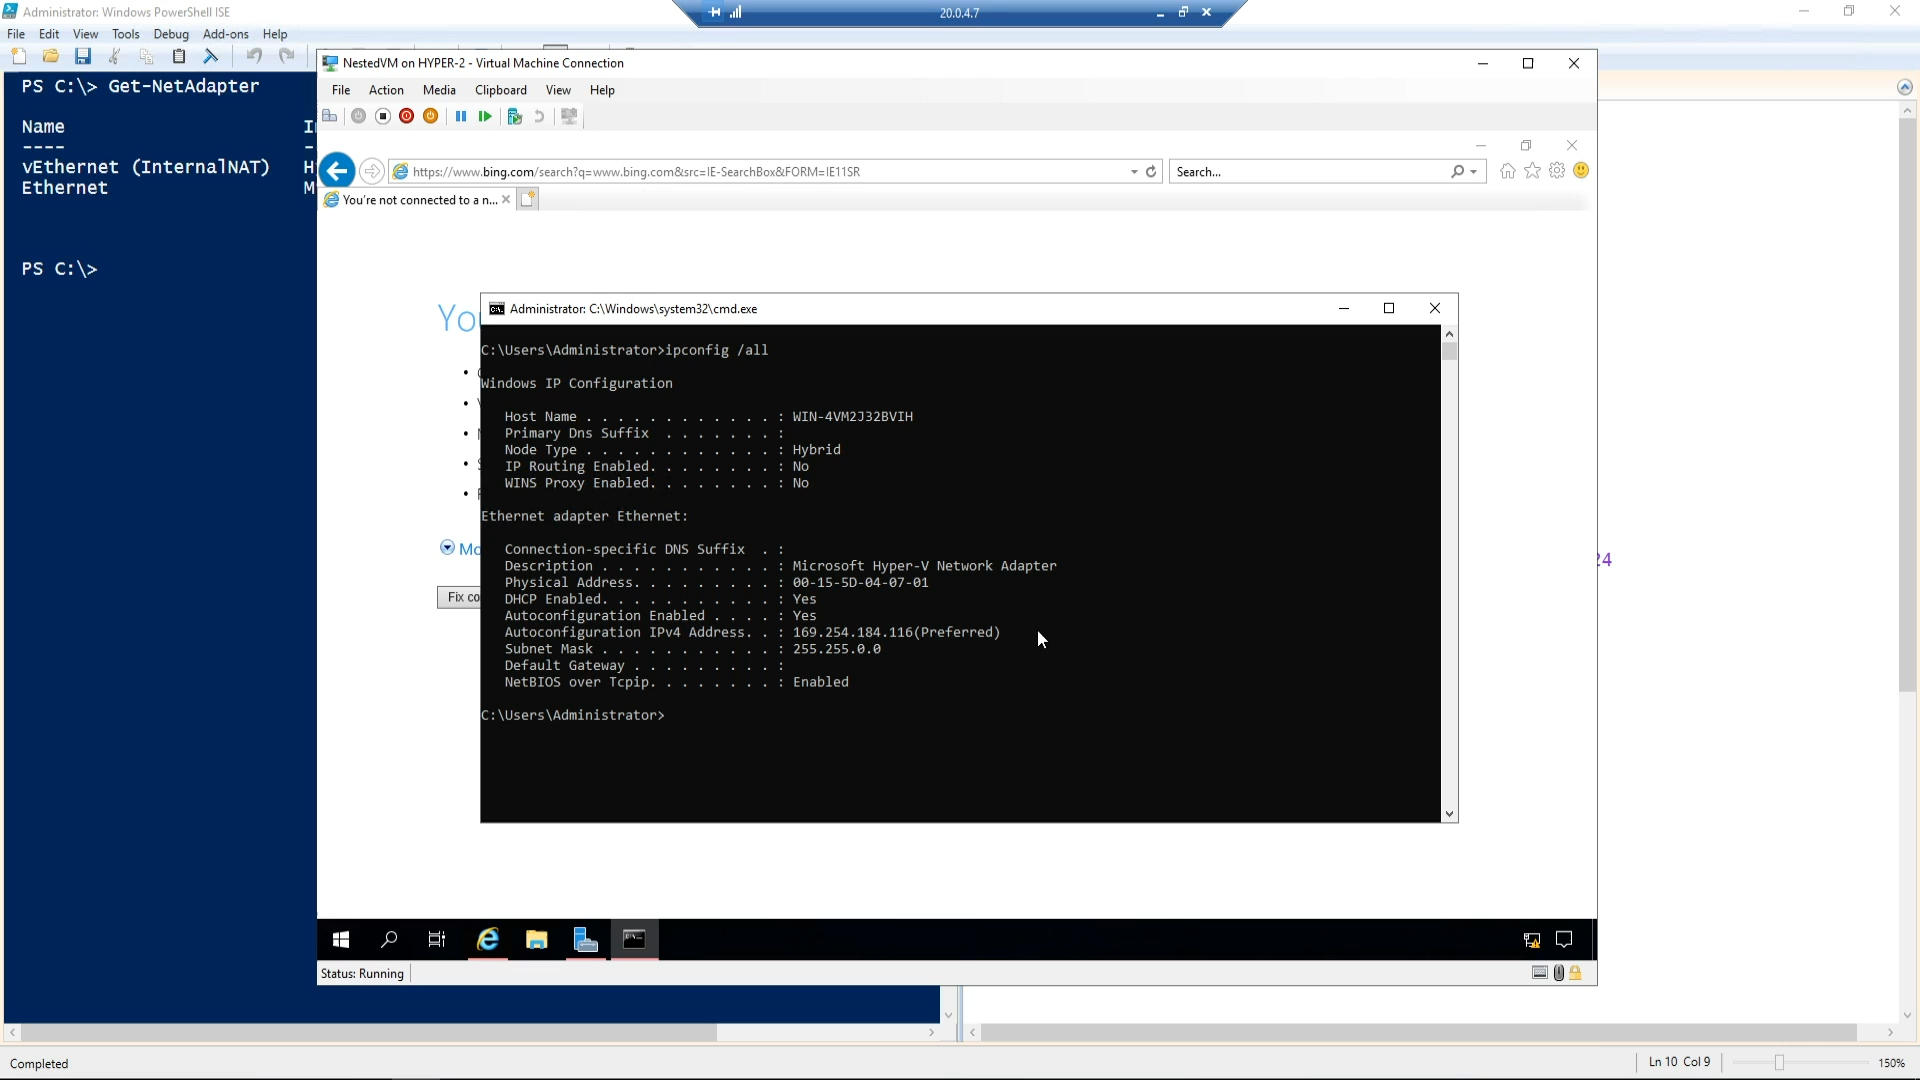 Administrator: Windows PowerShell ISE
20.0.4.7
File Edit View Tools Debug Add-ons Help
PS C:\> Get-NetAdapter
Name
----
vEthernet (InternalNAT)
Ethernet
PS C:\>
NestedVM on HYPER-2 - Virtual Machine Connection
File Action Media Clipboard View Help
https://www.bing.com/search?q=www.bing.com&src=IE-SearchBox&FORM=IE11SR
Search...
You're not connected to a n...
Administrator: C:\Windows\system32\cmd.exe
C:\Users\Administrator>ipconfig /all
Windows IP Configuration
Host Name . . . . . . . . . . . . : WIN-4VM2J32BVIH
Primary Dns Suffix . . . . . . . :
Node Type . . . . . . . . . . . . : Hybrid
IP Routing Enabled. . . . . . . . : No
WINS Proxy Enabled. . . . . . . . : No
Ethernet adapter Ethernet:
Connection-specific DNS Suffix . :
Description . . . . . . . . . . . : Microsoft Hyper-V Network Adapter
Physical Address. . . . . . . . . : 00-15-5D-04-07-01
DHCP Enabled. . . . . . . . . . . : Yes
Autoconfiguration Enabled . . . . : Yes
Autoconfiguration IPv4 Address. . : 169.254.184.116(Preferred)
Subnet Mask . . . . . . . . . . . : 255.255.0.0
Default Gateway . . . . . . . . . :
NetBIOS over Tcpip. . . . . . . . : Enabled
C:\Users\Administrator>
Fix co
24
Status: Running
Completed
Ln 10 Col 9
150%